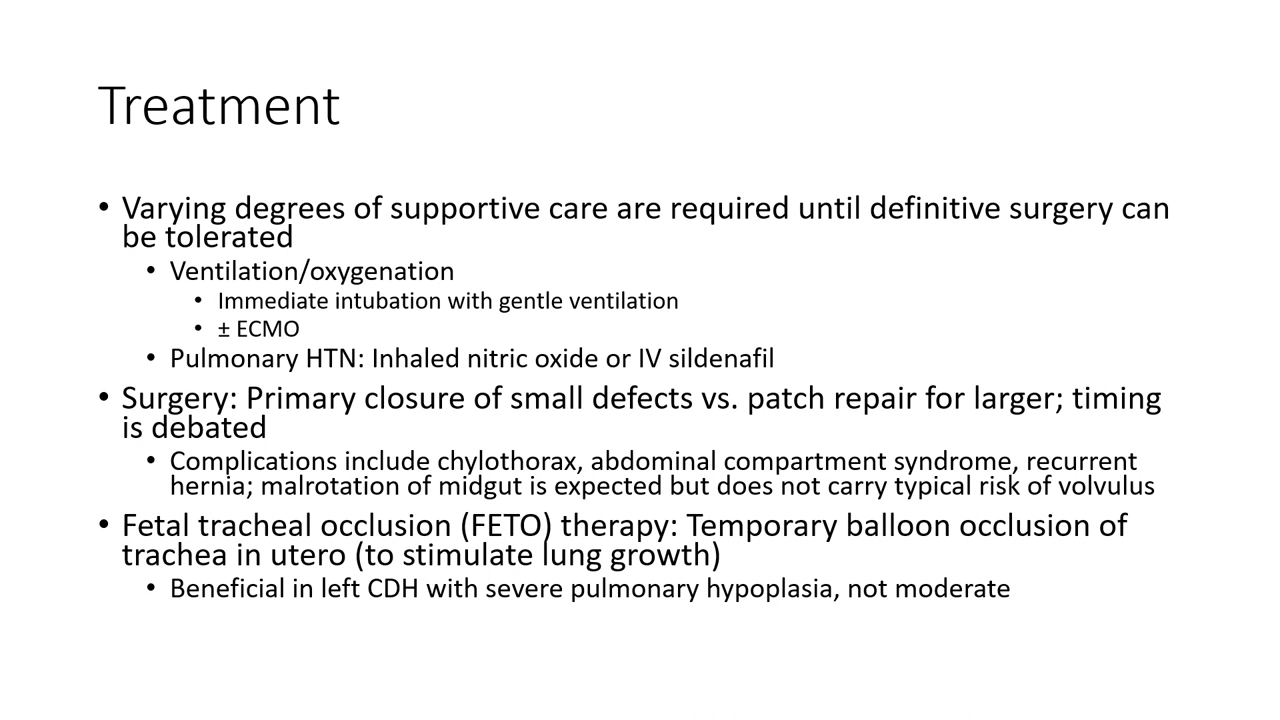 Treatment
• Varying degrees of supportive care are required until definitive surgery can
be tolerated
• Ventilation/oxygenation
• Immediate intubation with gentle ventilation
• ± ECMO
• Pulmonary HTN: Inhaled nitric oxide or IV sildenafil
• Surgery: Primary closure of small defects vs. patch repair for larger; timing
is debated
• Complications include chylothorax, abdominal compartment syndrome, recurrent
hernia; malrotation of midgut is expected but does not carry typical risk of volvulus
• Fetal tracheal occlusion (FETO) therapy: Temporary balloon occlusion of
trachea in utero (to stimulate lung growth)
• Beneficial in left CDH with severe pulmonary hypoplasia, not moderate